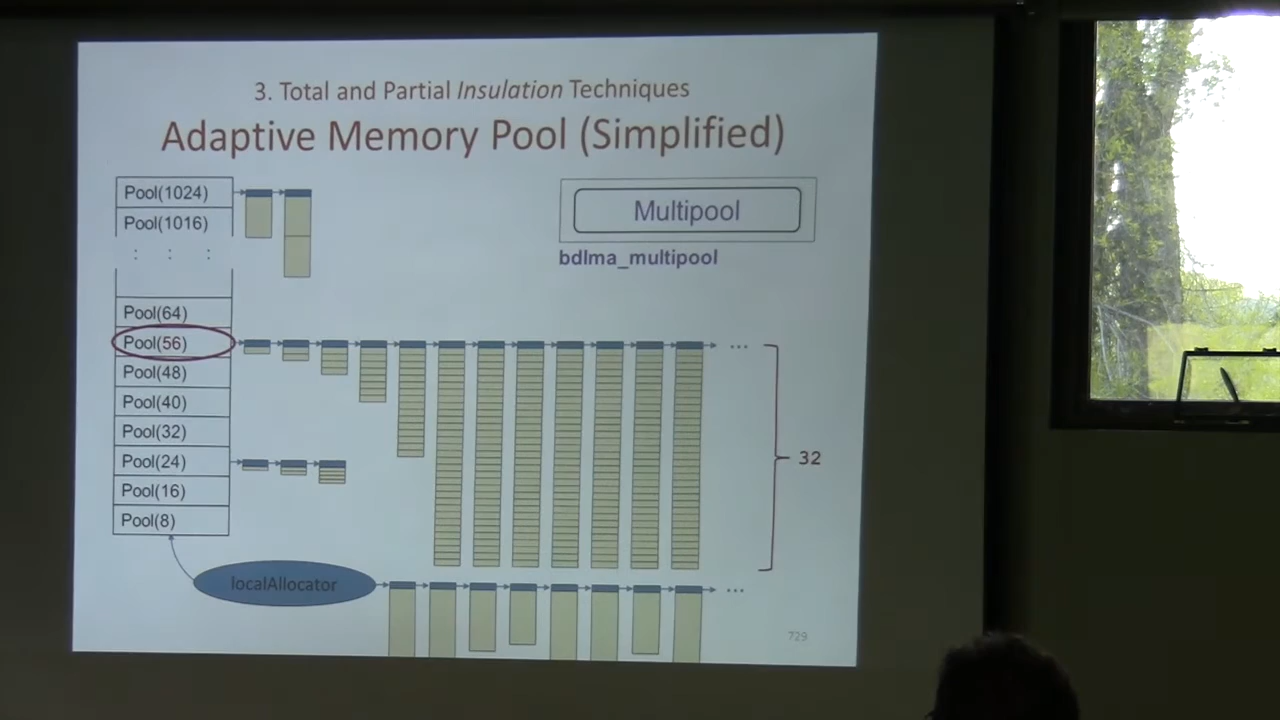 3. Total and Partial Insulation Techniques
Adaptive Memory Pool (Simplified)
Pool(1024)
Pool(1016)
: : :
Pool(64)
Pool(56)
Pool(48)
Pool(40)
Pool(32)
Pool(24)
Pool(16)
Pool(8)
Multipool
bdlma_multipool
...
32
localAllocator
...
729